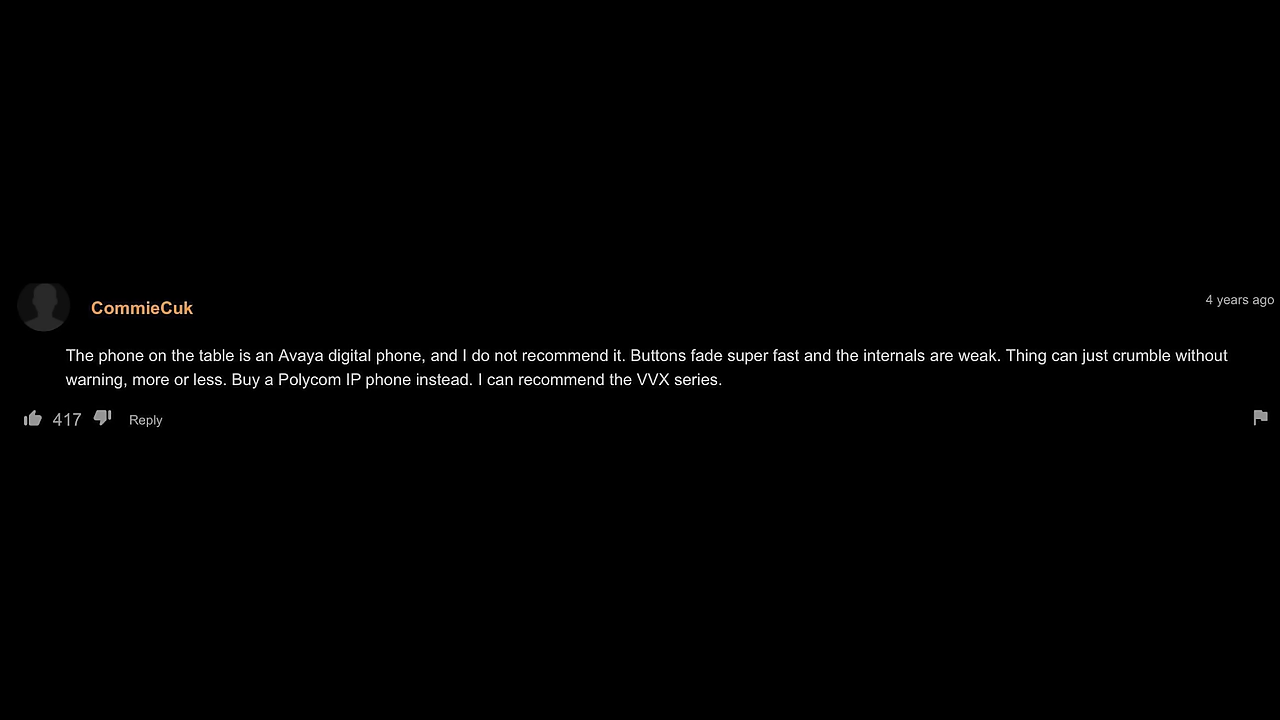 CommieCuk
4 years ago
The phone on the table is an Avaya digital phone, and I do not recommend it. Buttons fade super fast and the internals are weak. Thing can just crumble without
warning, more or less. Buy a Polycom IP phone instead. I can recommend the VVX series.
417 Reply